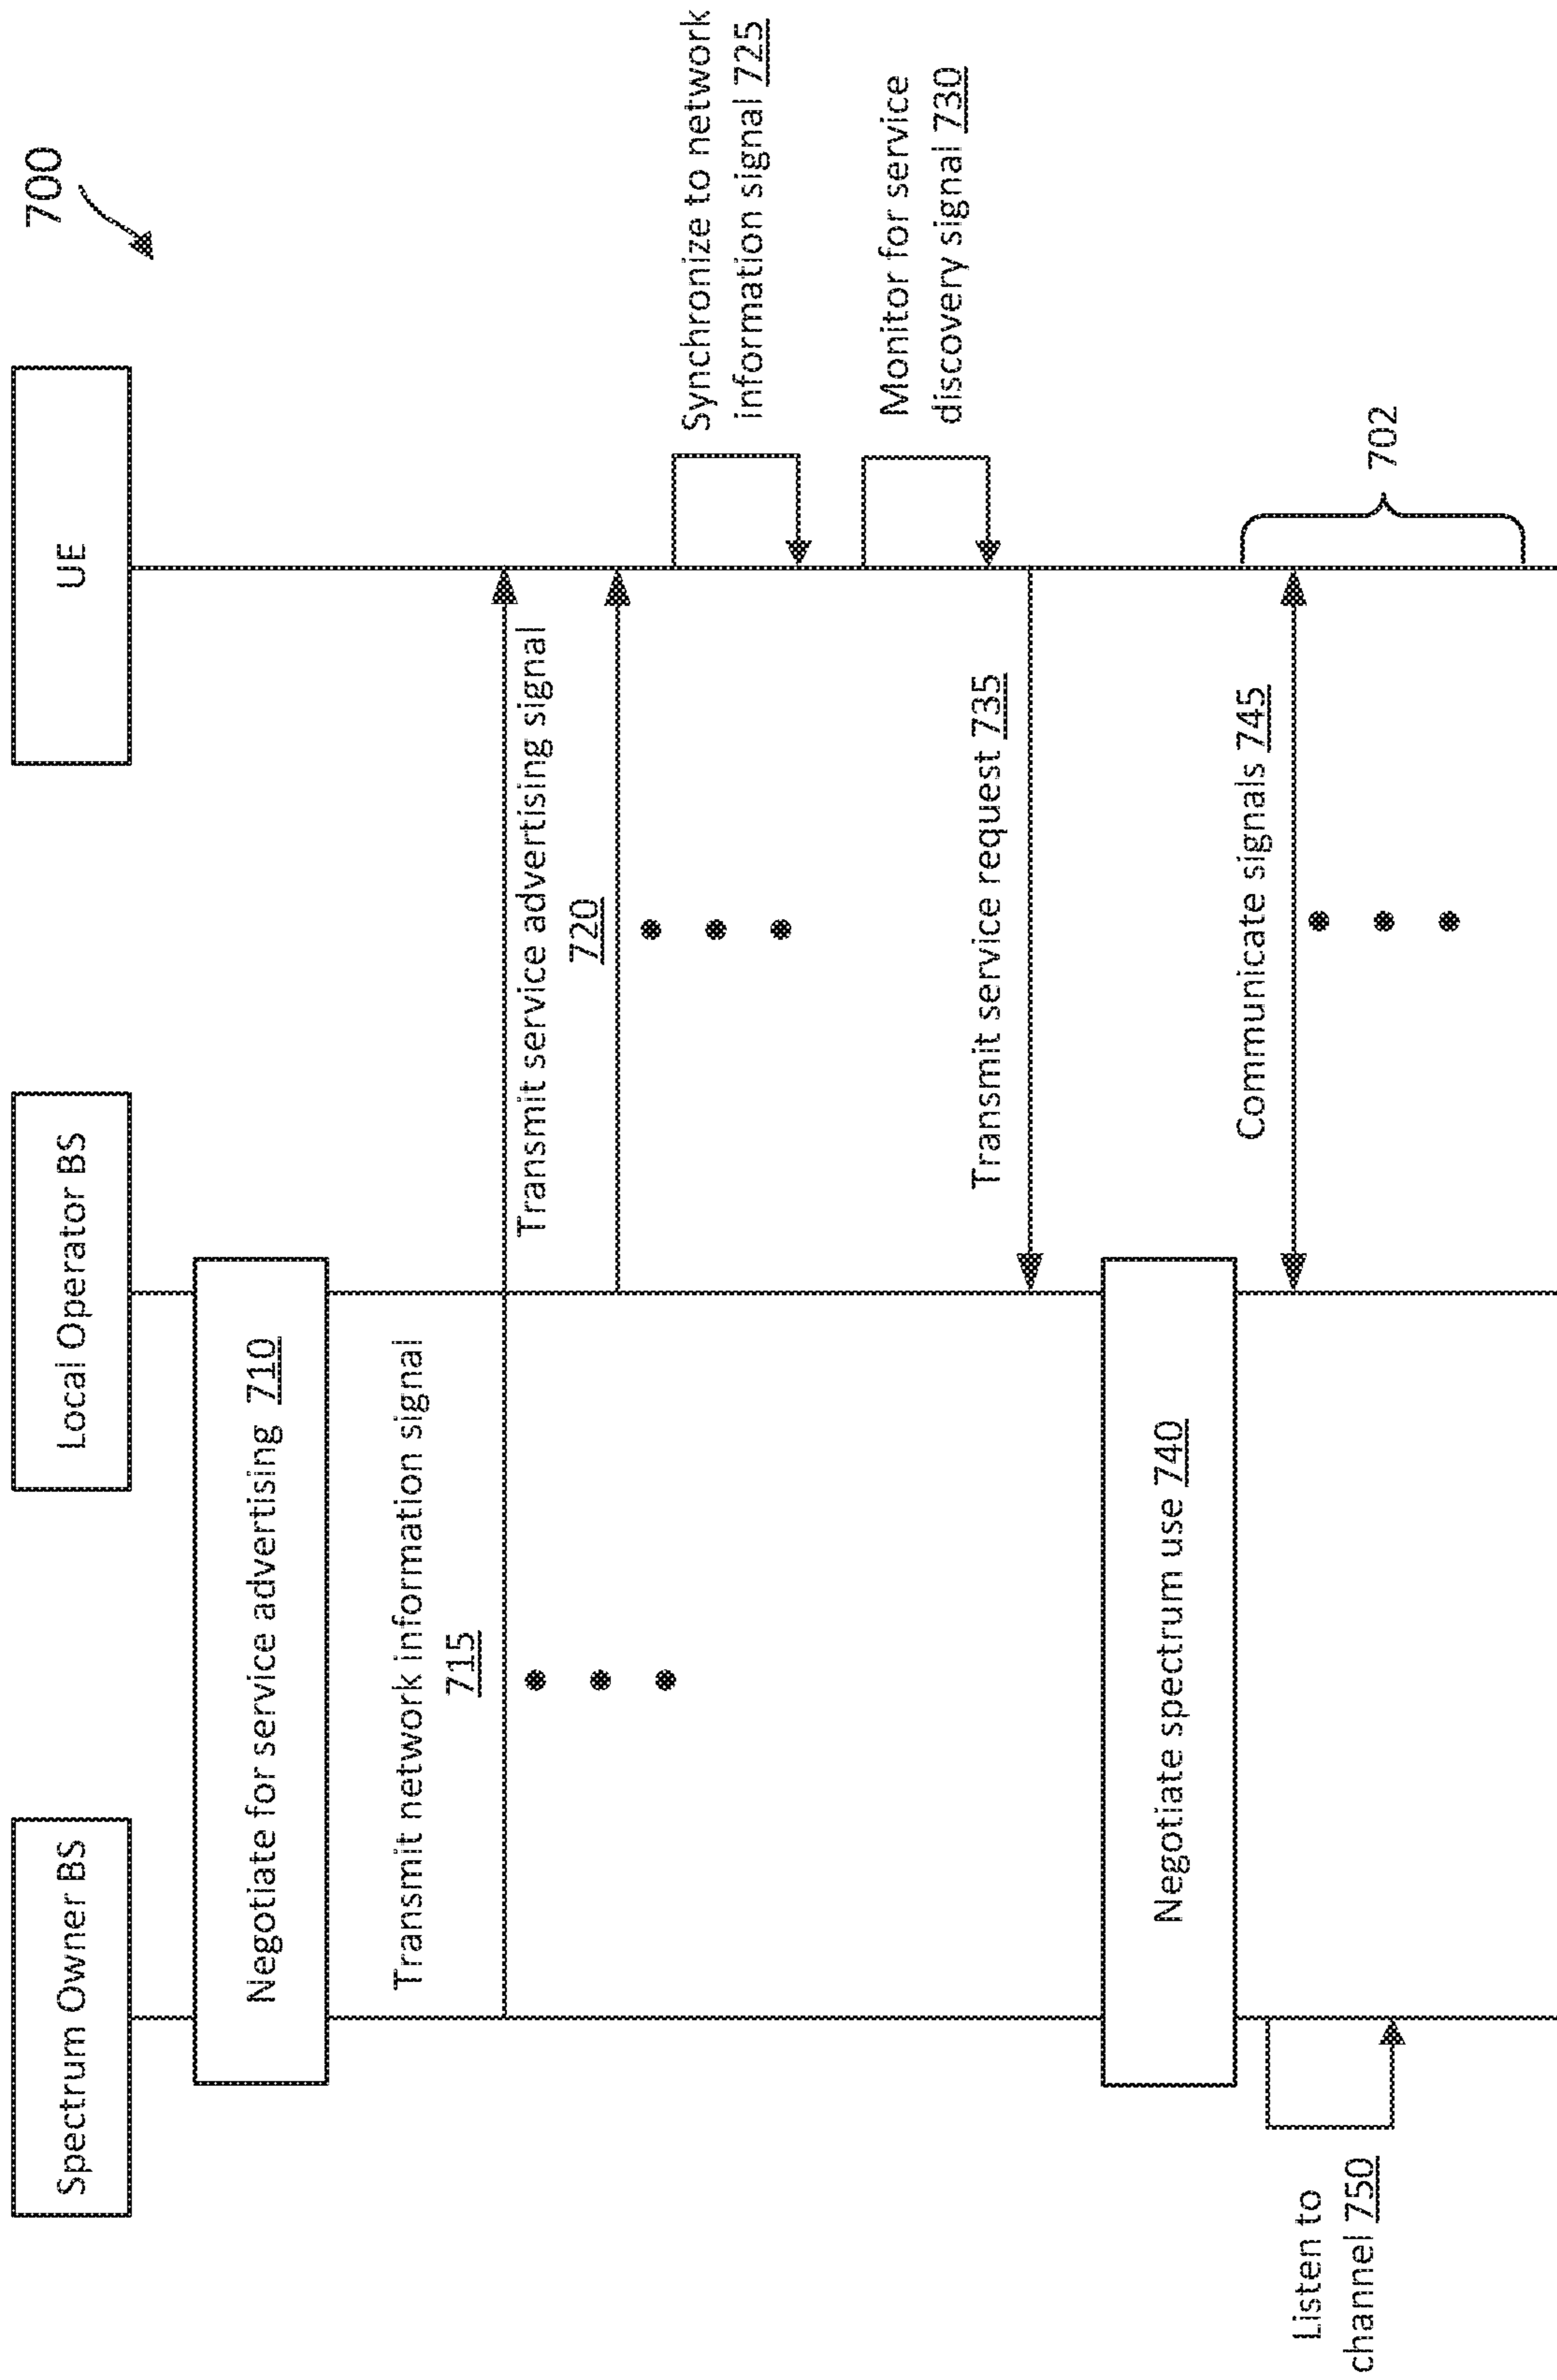 700
Spectrum Owner BS
Local Operator BS
UE
Negotiate for service advertising 710
Transmit network information signal
715
Transmit service advertising signal
720
Synchronize to network
information signal 725
Monitor for service
discovery signal 730
Transmit service request 735
Negotiate spectrum use 740
Communicate signals 745
702
Listen to
channel 750